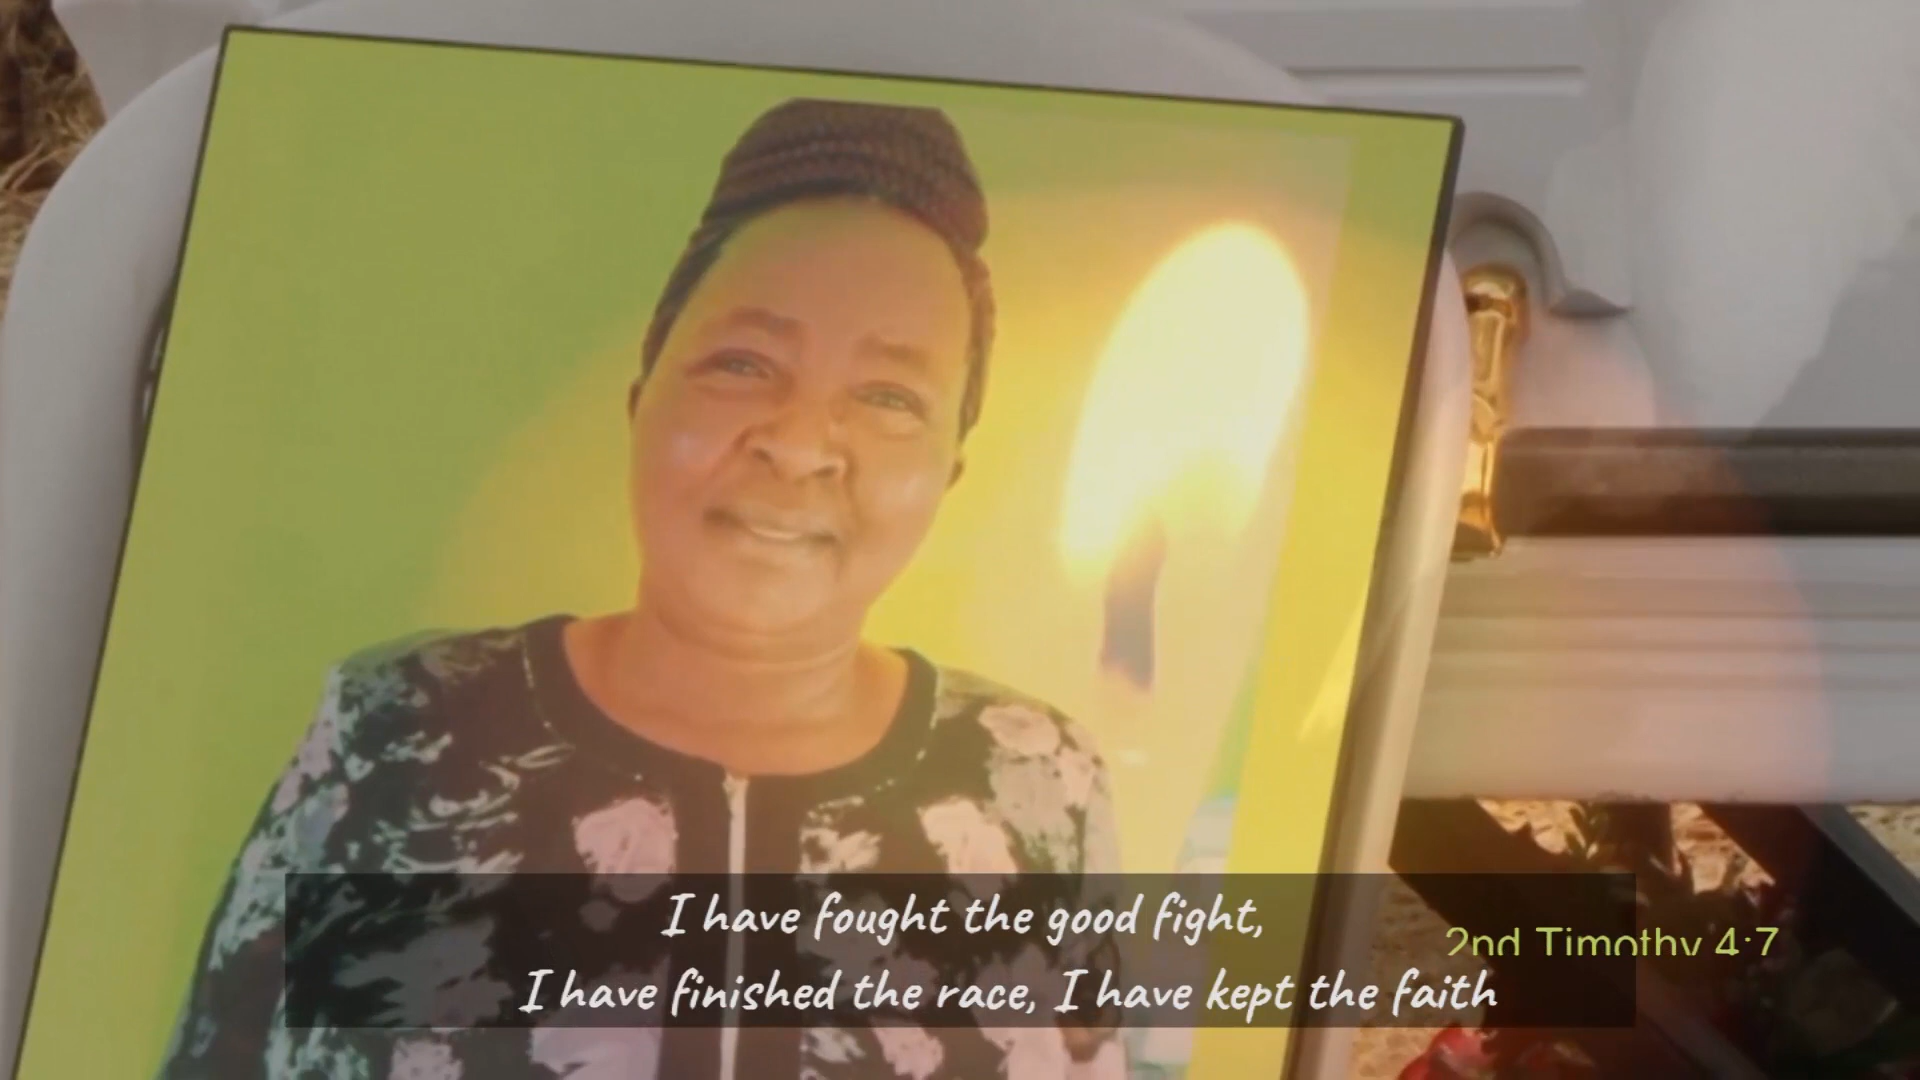 I have fought the good fight,
2nd Timothy 4:7
I have finished the race, I have kept the faith